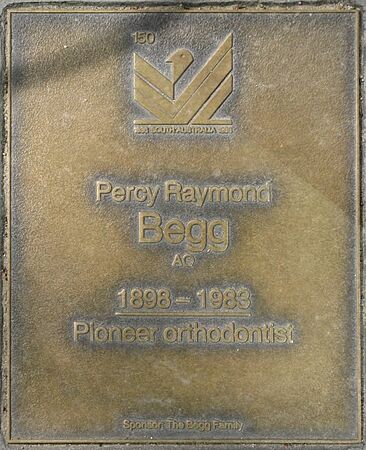 150
1836 SOUTH AUSTRALIA 1986
Percy Raymond
Begg
AO
1898 – 1983
Pioneer orthodontist
Sponsor: The Begg Family